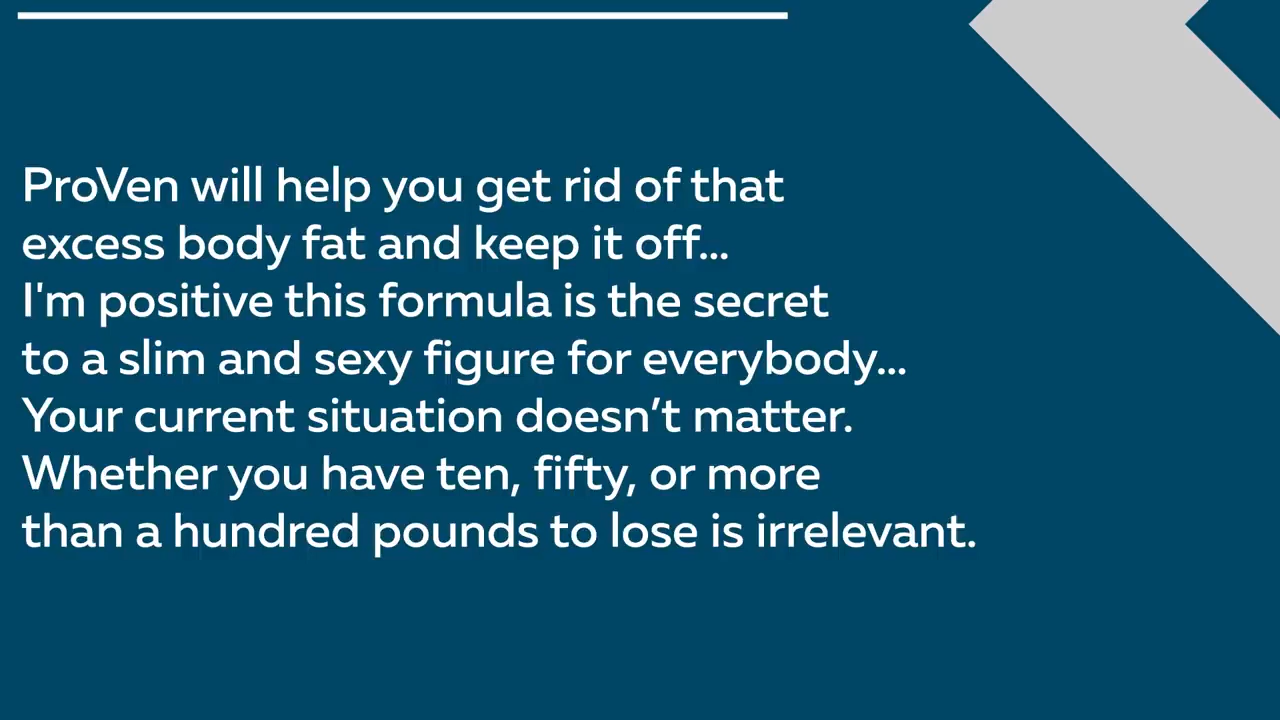 ProVen will help you get rid of that
excess body fat and keep it off...
I'm positive this formula is the secret
to a slim and sexy figure for everybody...
Your current situation doesn’t matter.
Whether you have ten, fifty, or more
than a hundred pounds to lose is irrelevant.